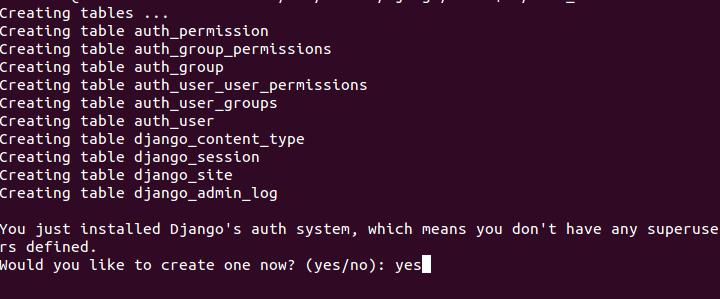 Creating tables ...
Creating table auth_permission
Creating table auth_group_permissions
Creating table auth_group
Creating table auth_user_user_permissions
Creating table auth_user_groups
Creating table auth_user
Creating table django_content_type
Creating table django_session
Creating table django_site
Creating table django_admin_log
You just installed Django's auth system, which means you don't have any superuse
rs defined.
Would you like to create one now? (yes/no): yes